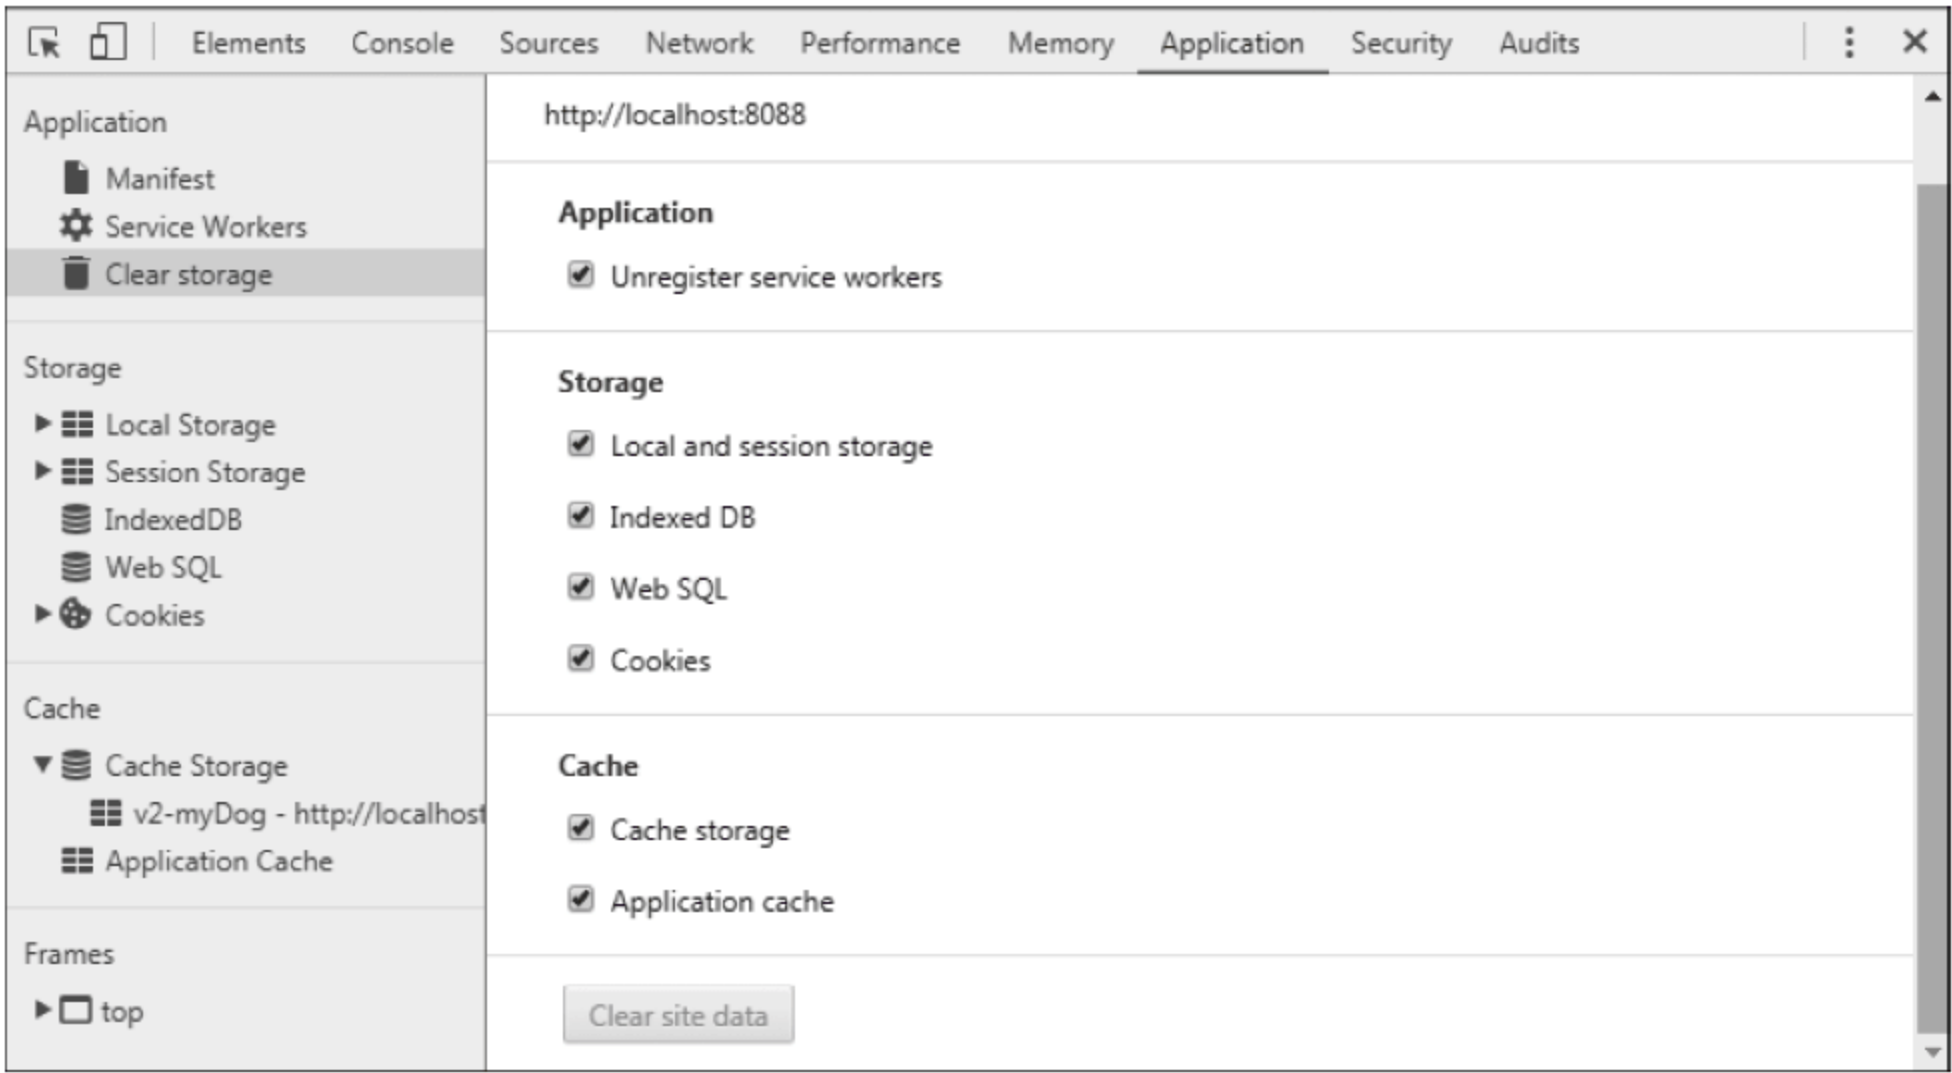 Elements Console Sources Network Performance Memory Application Security Audits
Application
Manifest
Service Workers
Clear storage
Storage
Local Storage
Session Storage
IndexedDB
Web SQL
Cookies
Cache
Cache Storage
v2-myDog - http://localhost
Application Cache
Frames
top
http://localhost:8088
Application
Unregister service workers
Storage
Local and session storage
Indexed DB
Web SQL
Cookies
Cache
Cache storage
Application cache
Clear site data